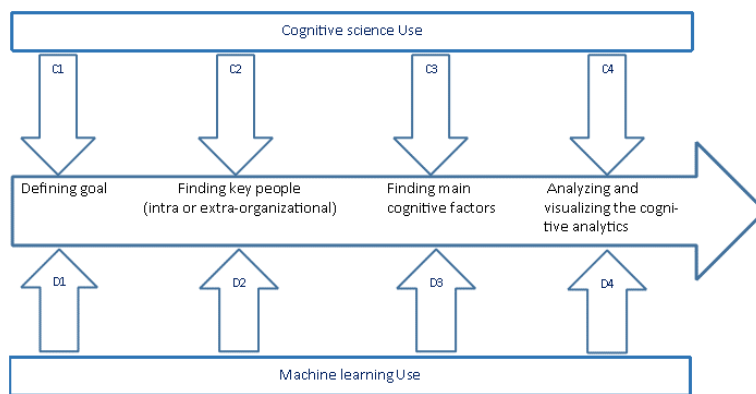 Cognitive science Use
C1
C2
C3
C4
Defining goal
Finding key people
(intra or extra-organizational)
Finding main
cognitive factors
Analyzing and
visualizing the cogni-
tive analytics
D1
D2
D3
D4
Machine learning Use